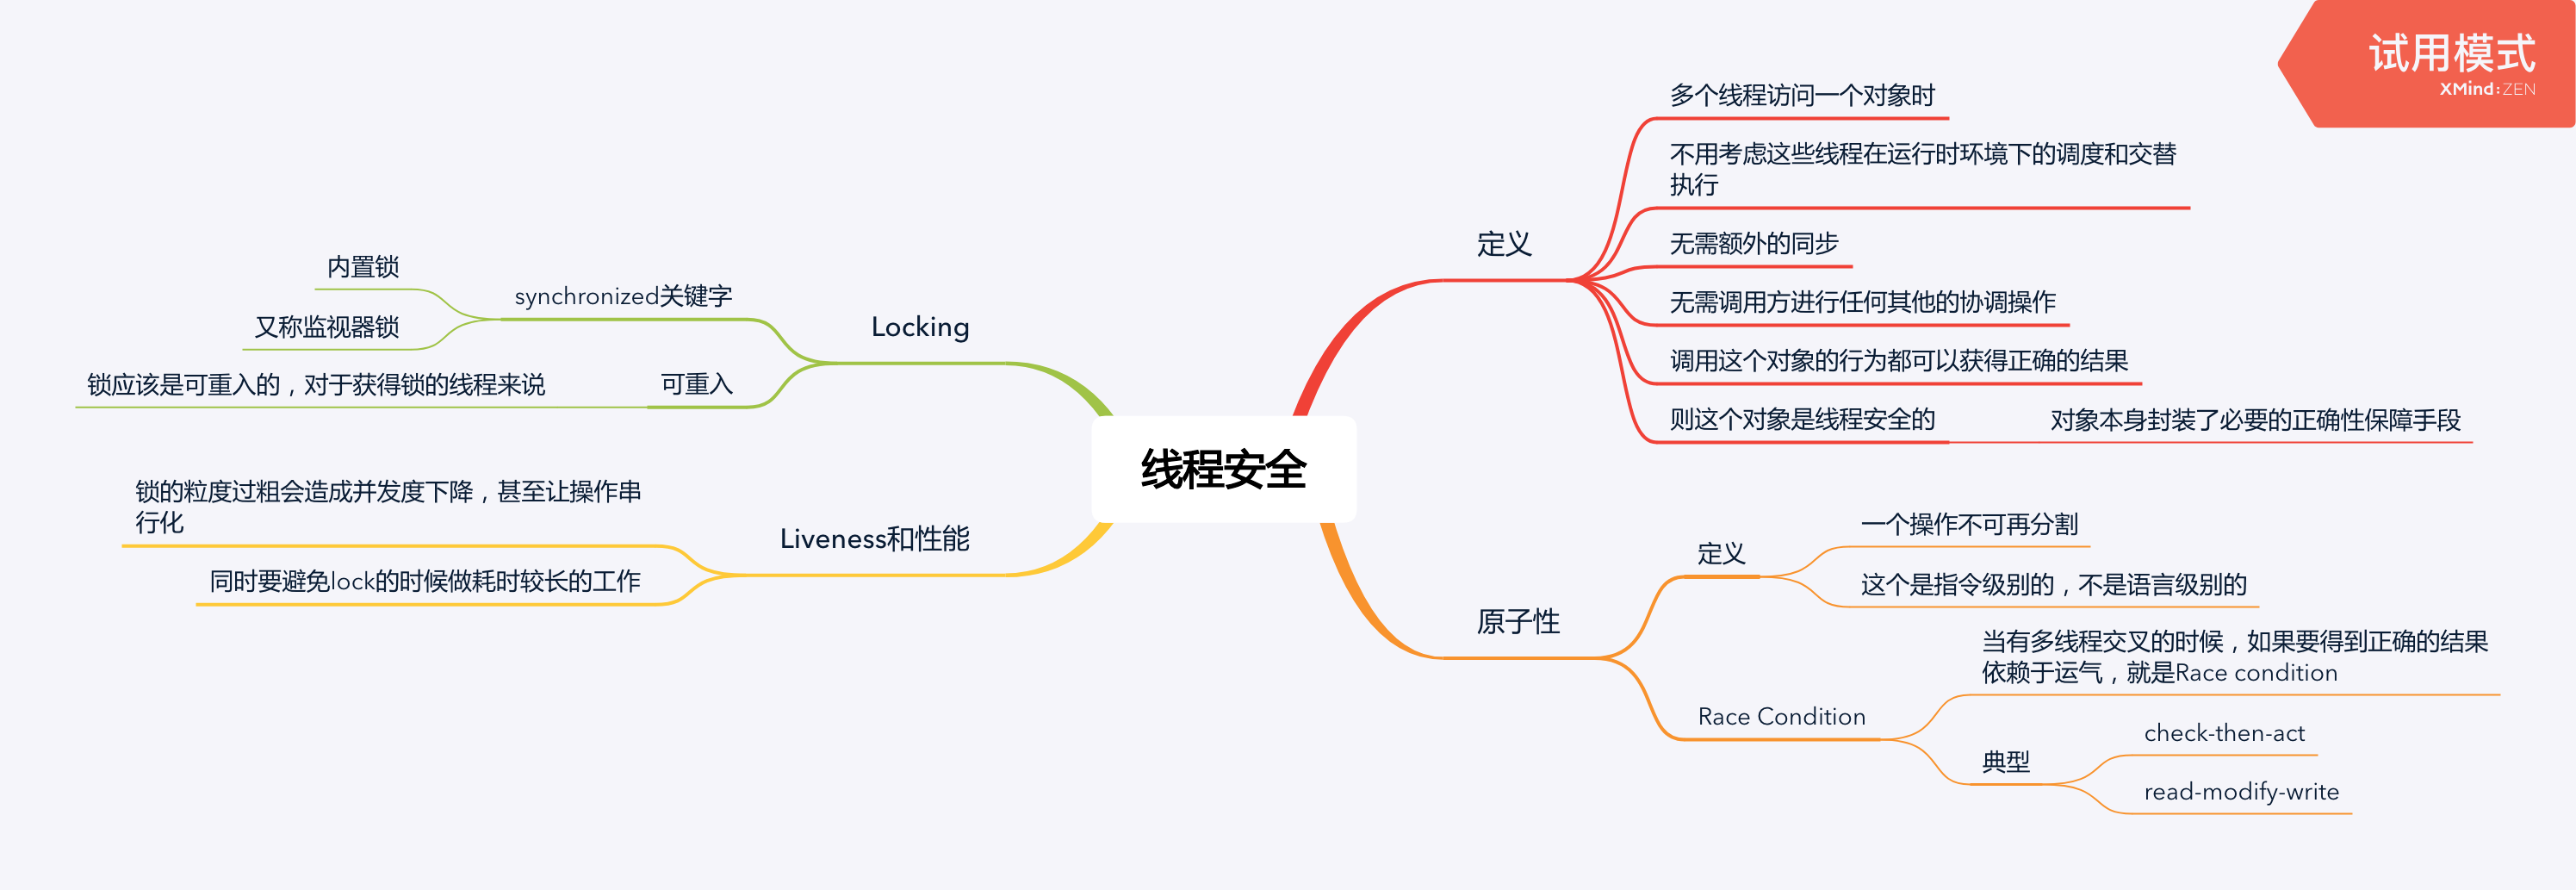 试用模式
XMind:ZEN
线程安全
定义
多个线程访问一个对象时
不用考虑这些线程在运行时环境下的调度和交替
执行
无需额外的同步
无需调用方进行任何其他的协调操作
调用这个对象的行为都可以获得正确的结果
则这个对象是线程安全的
对象本身封装了必要的正确性保障手段
原子性
定义
一个操作不可再分割
这个是指令级别的，不是语言级别的
Race Condition
当有多线程交叉的时候，如果要得到正确的结果
依赖于运气，就是Race condition
典型
check-then-act
read-modify-write
Locking
synchronized关键字
内置锁
又称监视器锁
可重入
锁应该是可重入的，对于获得锁的线程来说
Liveness和性能
锁的粒度过粗会造成并发度下降，甚至让操作串
行化
同时要避免lock的时候做耗时较长的工作